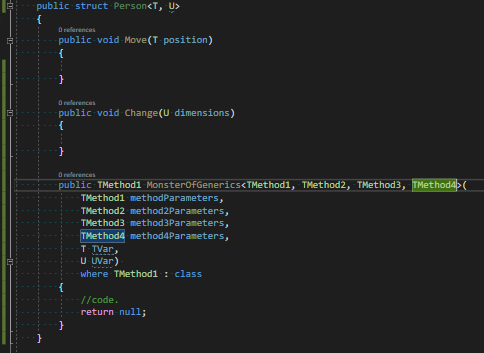 public struct Person<T, U>
{
0 references
public void Move(T position)
{
}
0 references
public void Change(U dimensions)
{
}
0 references
public TMethod1 MonsterOfGenerics<TMethod1, TMethod2, TMethod3, TMethod4>(
TMethod1 methodParameters,
TMethod2 method2Parameters,
TMethod3 method3Parameters,
TMethod4 method4Parameters,
T TVar,
U UVar)
where TMethod1 : class
{
//code.
return null;
}
}